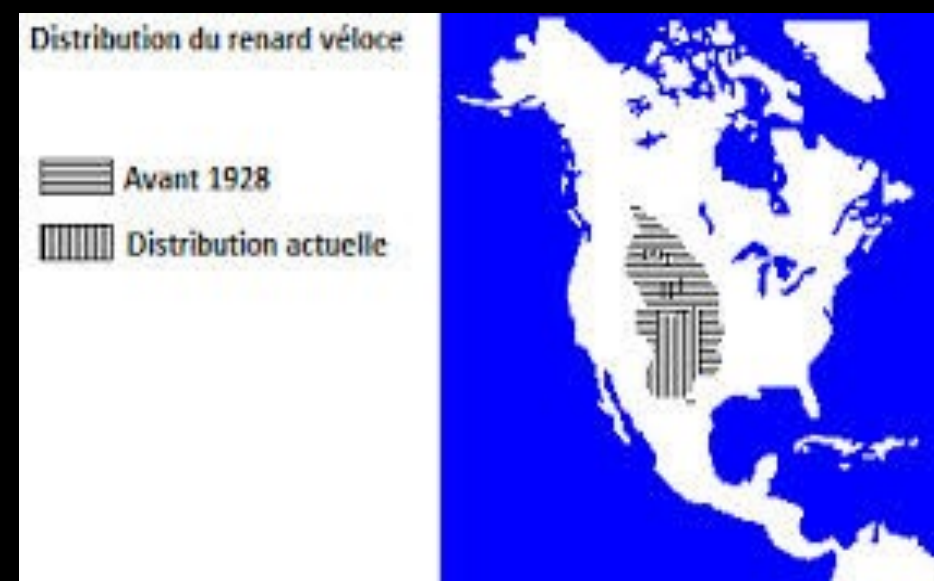 Distribution du renard véloce
Avant 1928
Distribution actuelle